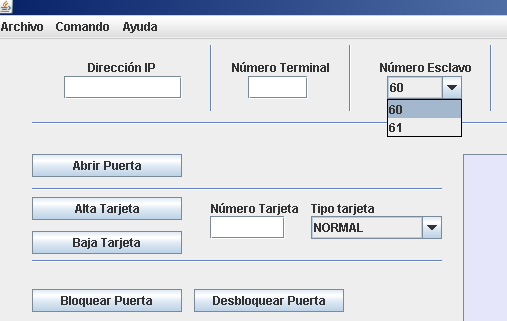 Archivo Comando Ayuda
Dirección IP Número Terminal Número Esclavo
60
60
61
Abrir Puerta
Alta Tarjeta Número Tarjeta Tipo tarjeta
NORMAL
Baja Tarjeta
Bloquear Puerta Desbloquear Puerta